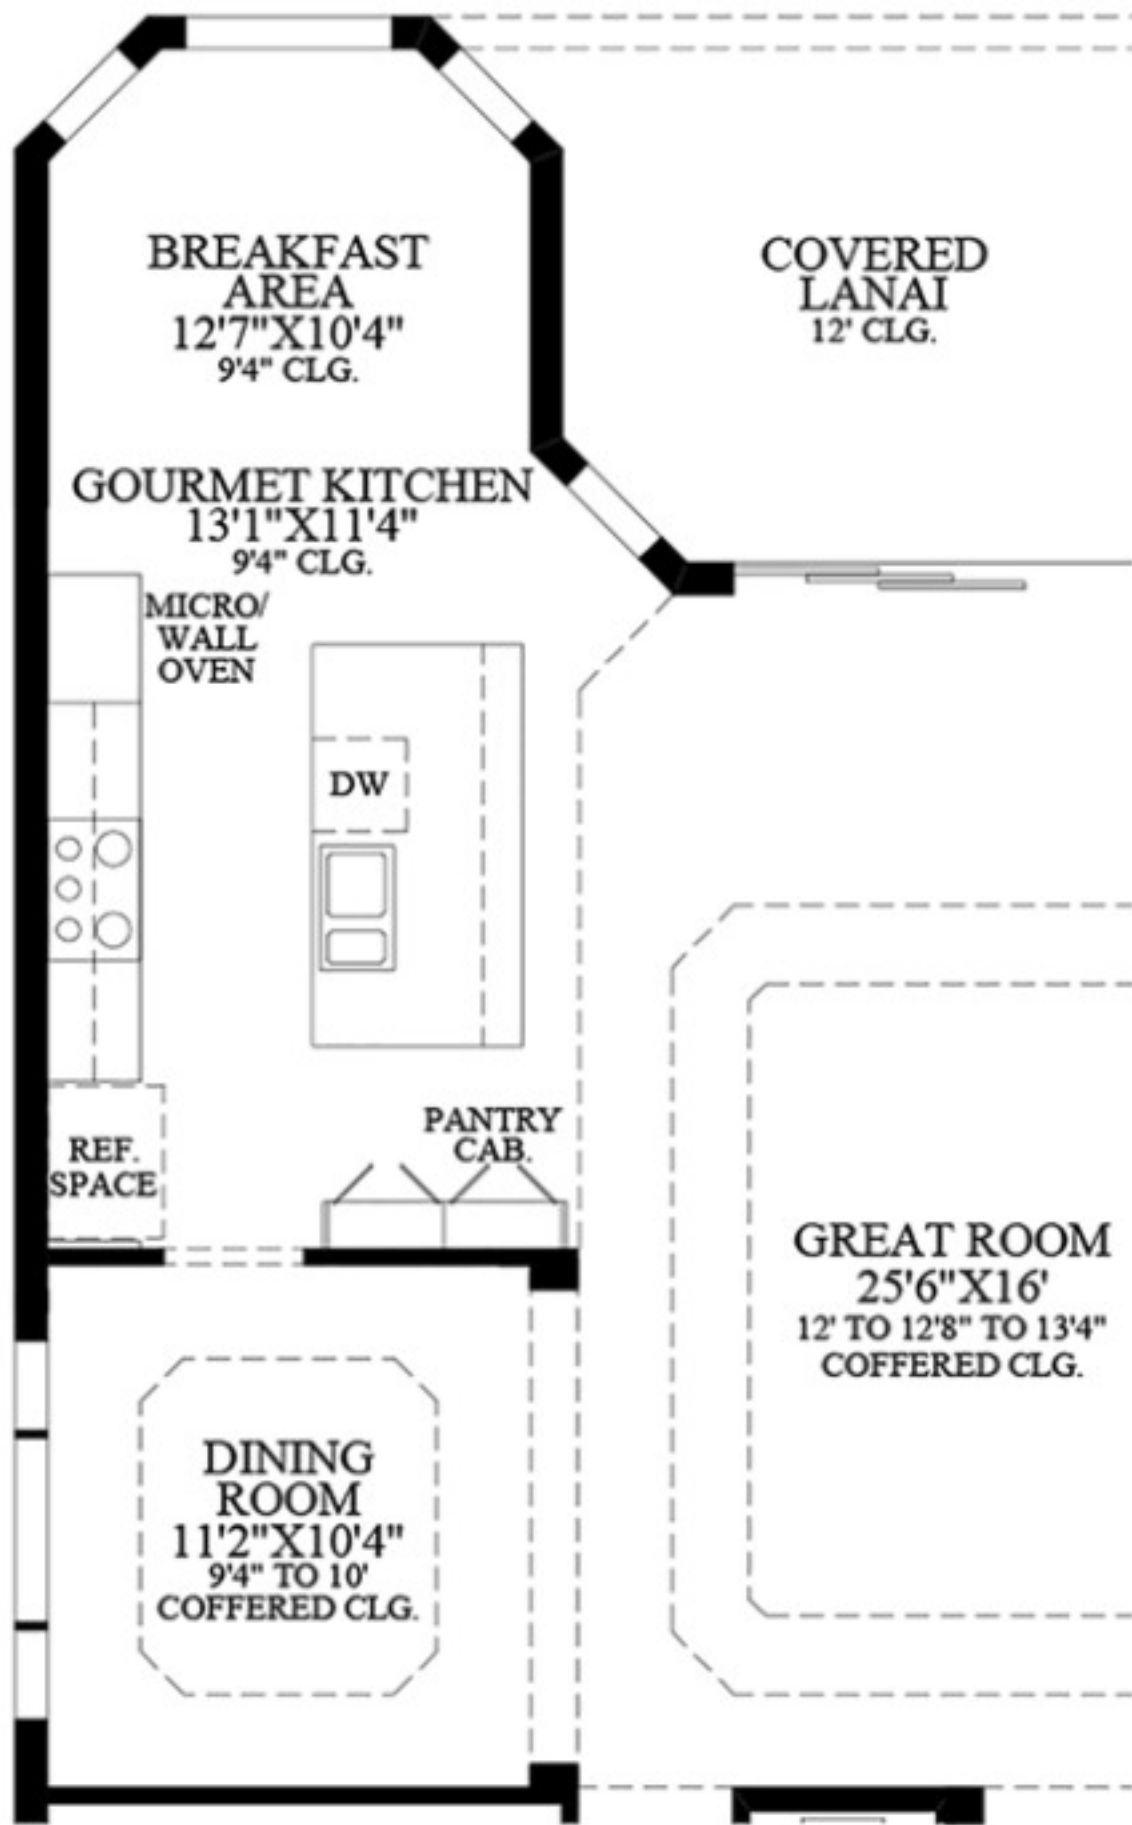 BREAKFAST
AREA
12'7"X10'4"
9'4" CLG.
COVERED
LANAI
12' CLG.
GOURMET KITCHEN
13'1"X11'4"
9'4" CLG.
MICRO/
WALL
OVEN
DW
PANTRY
CAB.
REF.
SPACE
GREAT ROOM
25'6"X16'
12' TO 12'8" TO 13'4"
COFFERED CLG.
DINING
ROOM
11'2"X10'4"
9'4" TO 10'
COFFERED CLG.